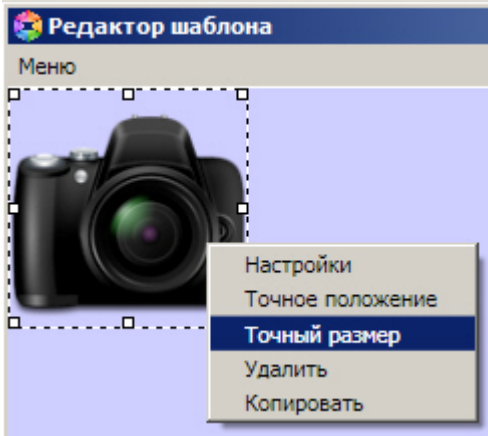 Редактор шаблона
Меню
Настройки
Точное положение
Точный размер
Удалить
Копировать